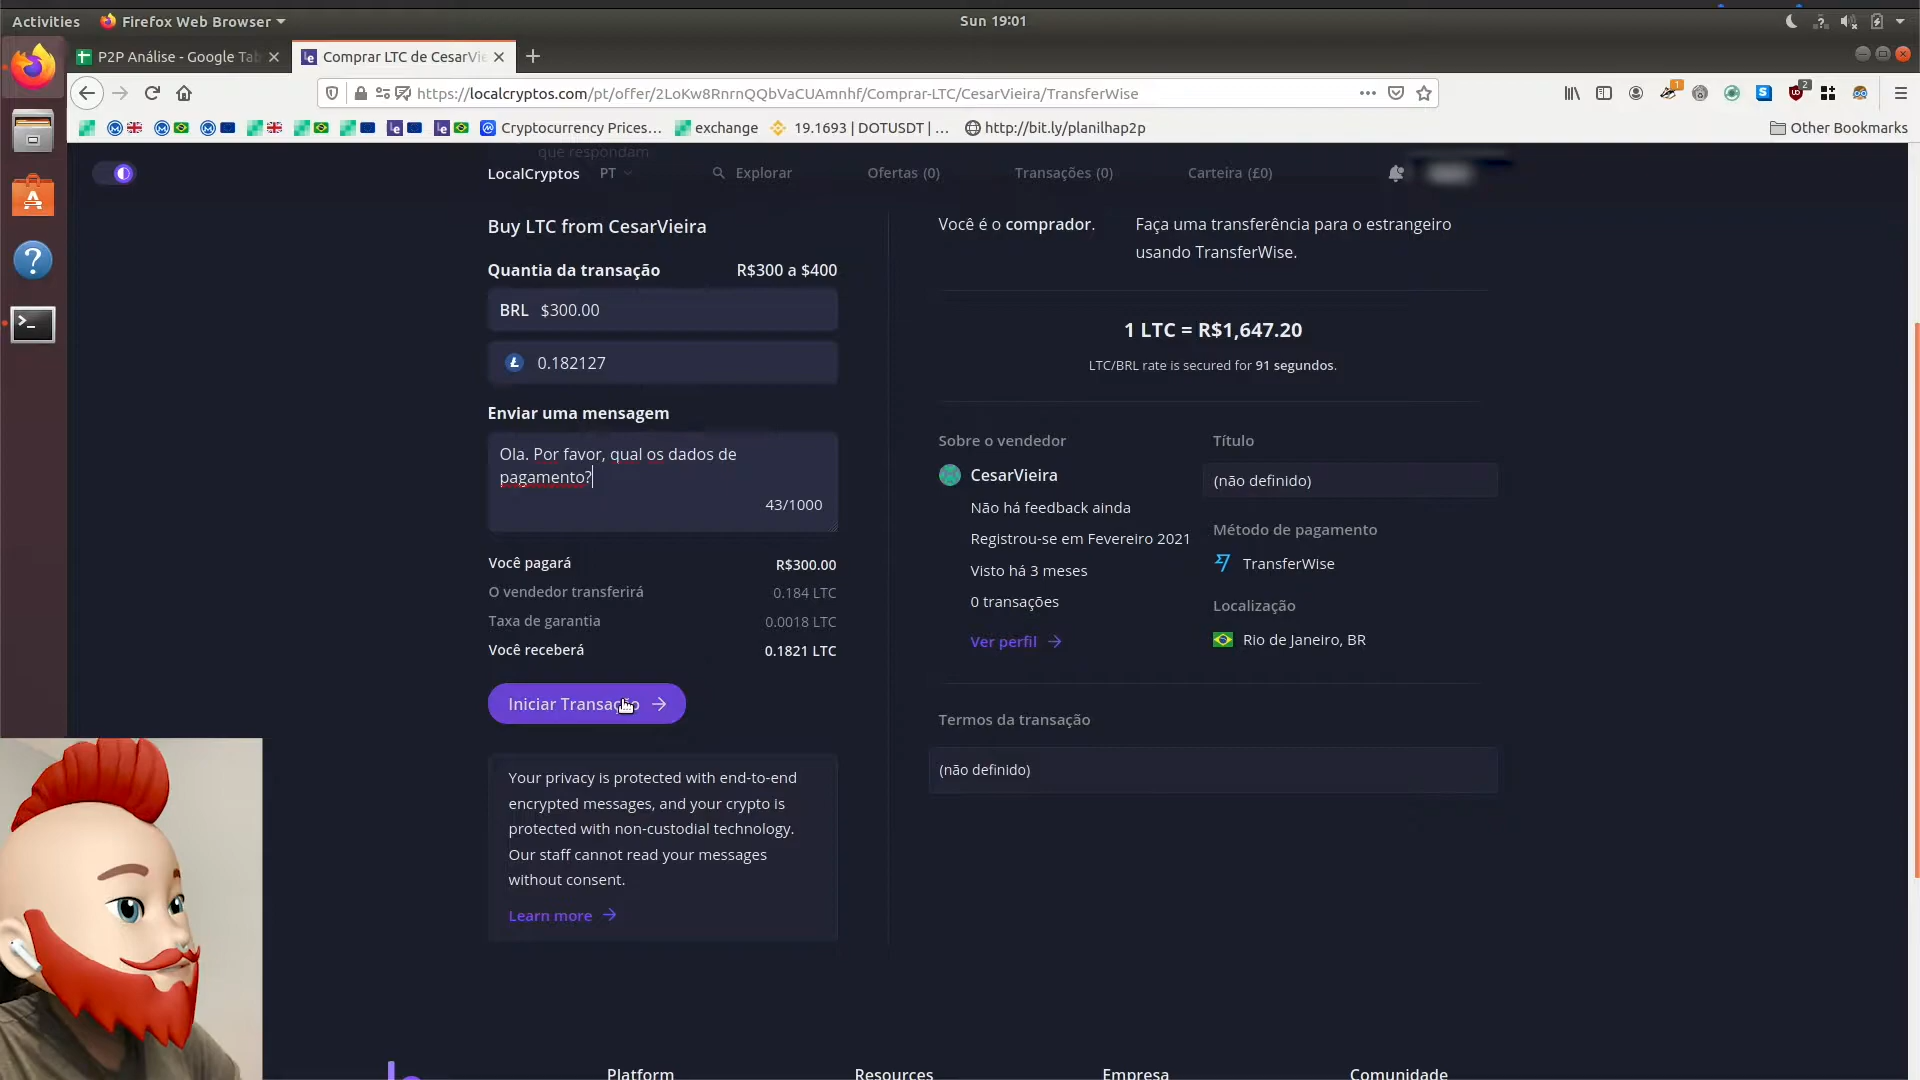 Activities
Firefox Web Browser
Sun 19:01
P2P Análise - Google Tab
Comprar LTC de CesarVie
https://localcryptos.com/pt/offer/2LoKw8RnrnQQbVaCUAmnhf/Comprar-LTC/CesarVieira/TransferWise
1
2
Cryptocurrency Prices...
exchange
19.1693 | DOTUSDT | ...
http://bit.ly/planilhap2p
Other Bookmarks
que respondam
LocalCryptos
PT
Explorar
Ofertas (0)
Transações (0)
Carteira (£0)
Buy LTC from CesarVieira
Quantia da transação
R$300 a $400
BRL $300.00
0.182127
Enviar uma mensagem
Ola. Por favor, qual os dados de
pagamento?
43/1000
Você pagará
R$300.00
O vendedor transferirá
0.184 LTC
Taxa de garantia
0.0018 LTC
Você receberá
0.1821 LTC
Iniciar Transação
Your privacy is protected with end-to-end
encrypted messages, and your crypto is
protected with non-custodial technology.
Our staff cannot read your messages
without consent.
Learn more
Você é o comprador.
Faça uma transferência para o estrangeiro
usando TransferWise.
1 LTC = R$1,647.20
LTC/BRL rate is secured for 91 segundos.
Sobre o vendedor
CesarVieira
Não há feedback ainda
Registrou-se em Fevereiro 2021
Visto há 3 meses
0 transações
Ver perfil
Título
(não definido)
Método de pagamento
TransferWise
Localização
Rio de Janeiro, BR
Termos da transação
(não definido)
Platform
Resources
Empresa
Comunidade